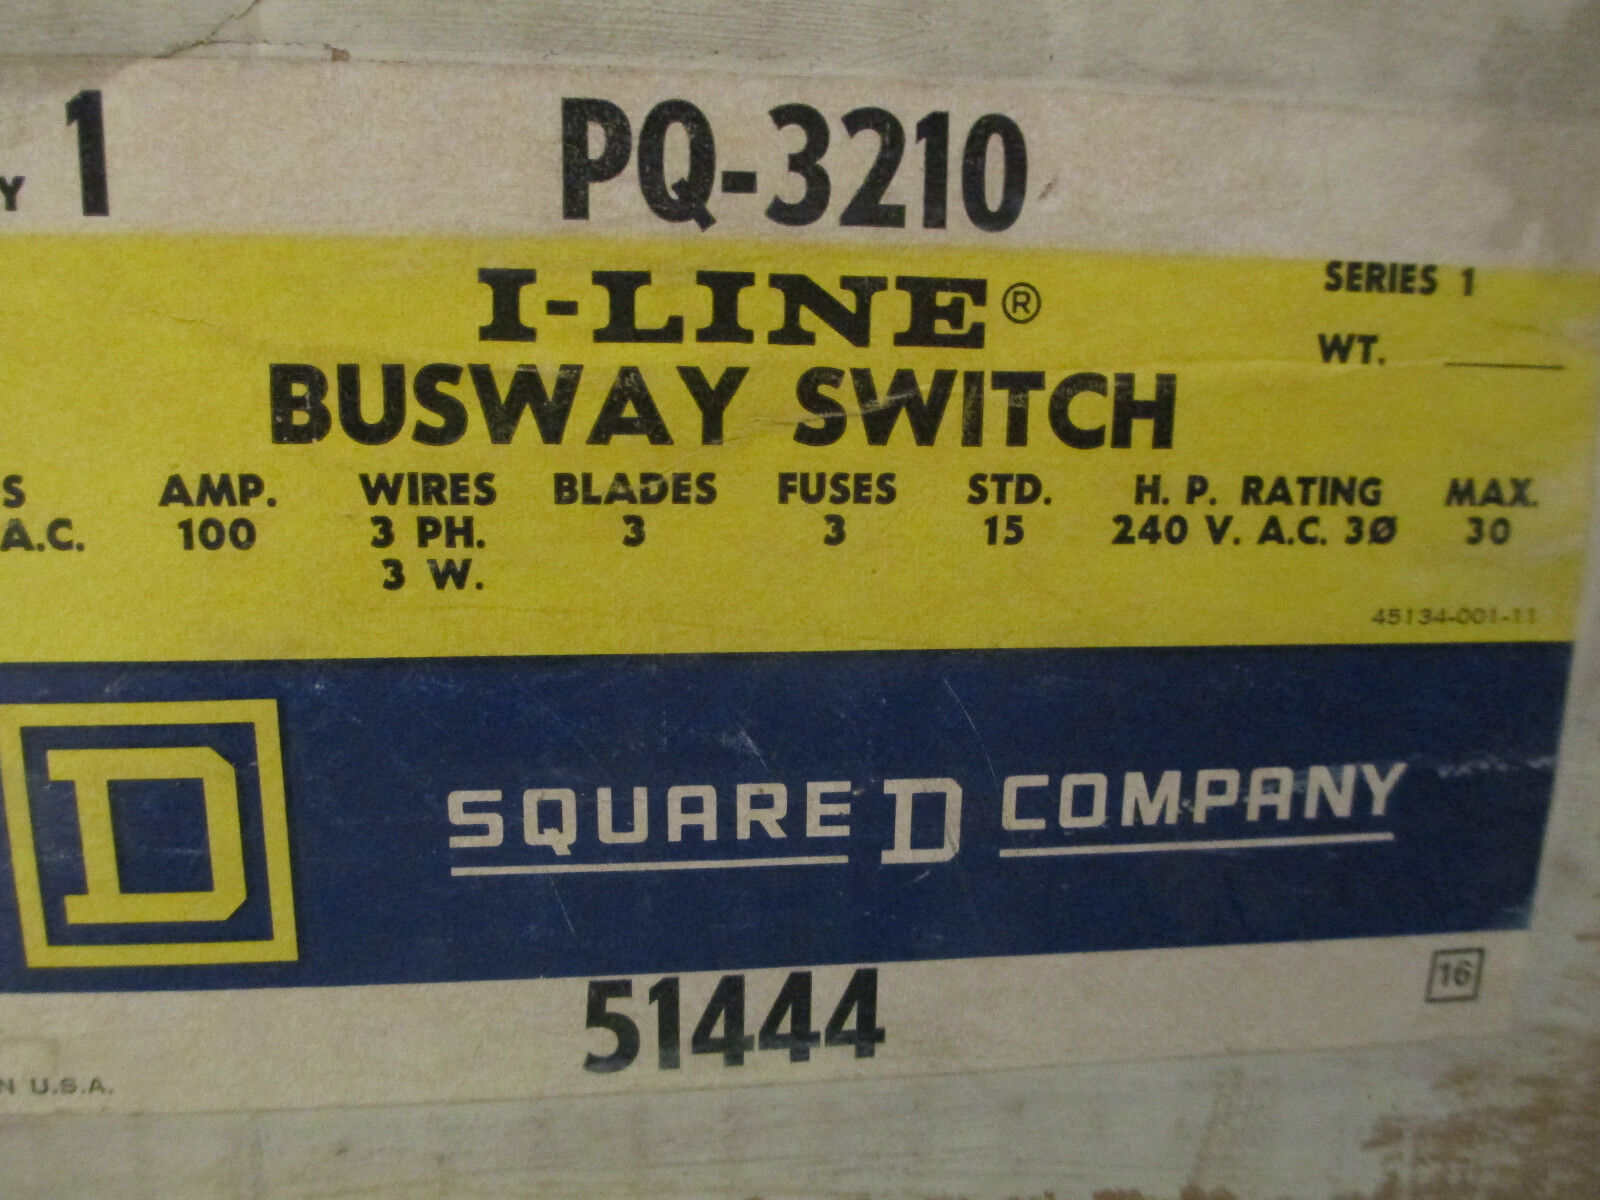 Y 1 PQ-3210
I-LINE®
BUSWAY SWITCH
SERIES 1
WT.
S AMP. WIRES BLADES FUSES STD. H. P. RATING MAX.
A.C. 100 3 PH. 3 3 15 240 V. A.C. 3Ø 30
3 W.
45134-001-11
D SQUARE D COMPANY
51444
16
N U.S.A.